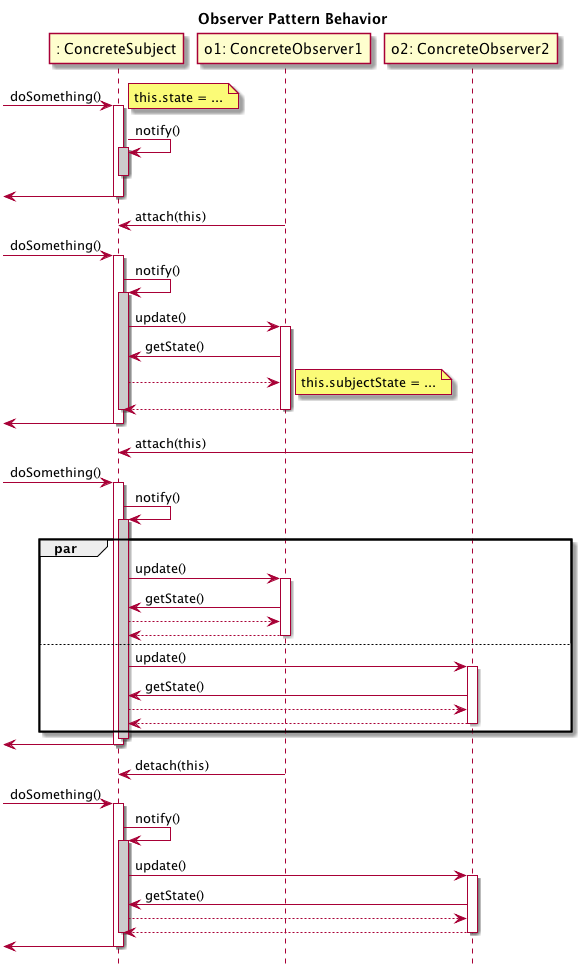 Observer Pattern Behavior
: ConcreteSubject
o1: ConcreteObserver1
o2: ConcreteObserver2
doSomething()
this.state = ...
notify()
attach(this)
doSomething()
notify()
update()
getState()
this.subjectState = ...
attach(this)
doSomething()
notify()
par
update()
getState()
update()
getState()
detach(this)
doSomething()
notify()
update()
getState()